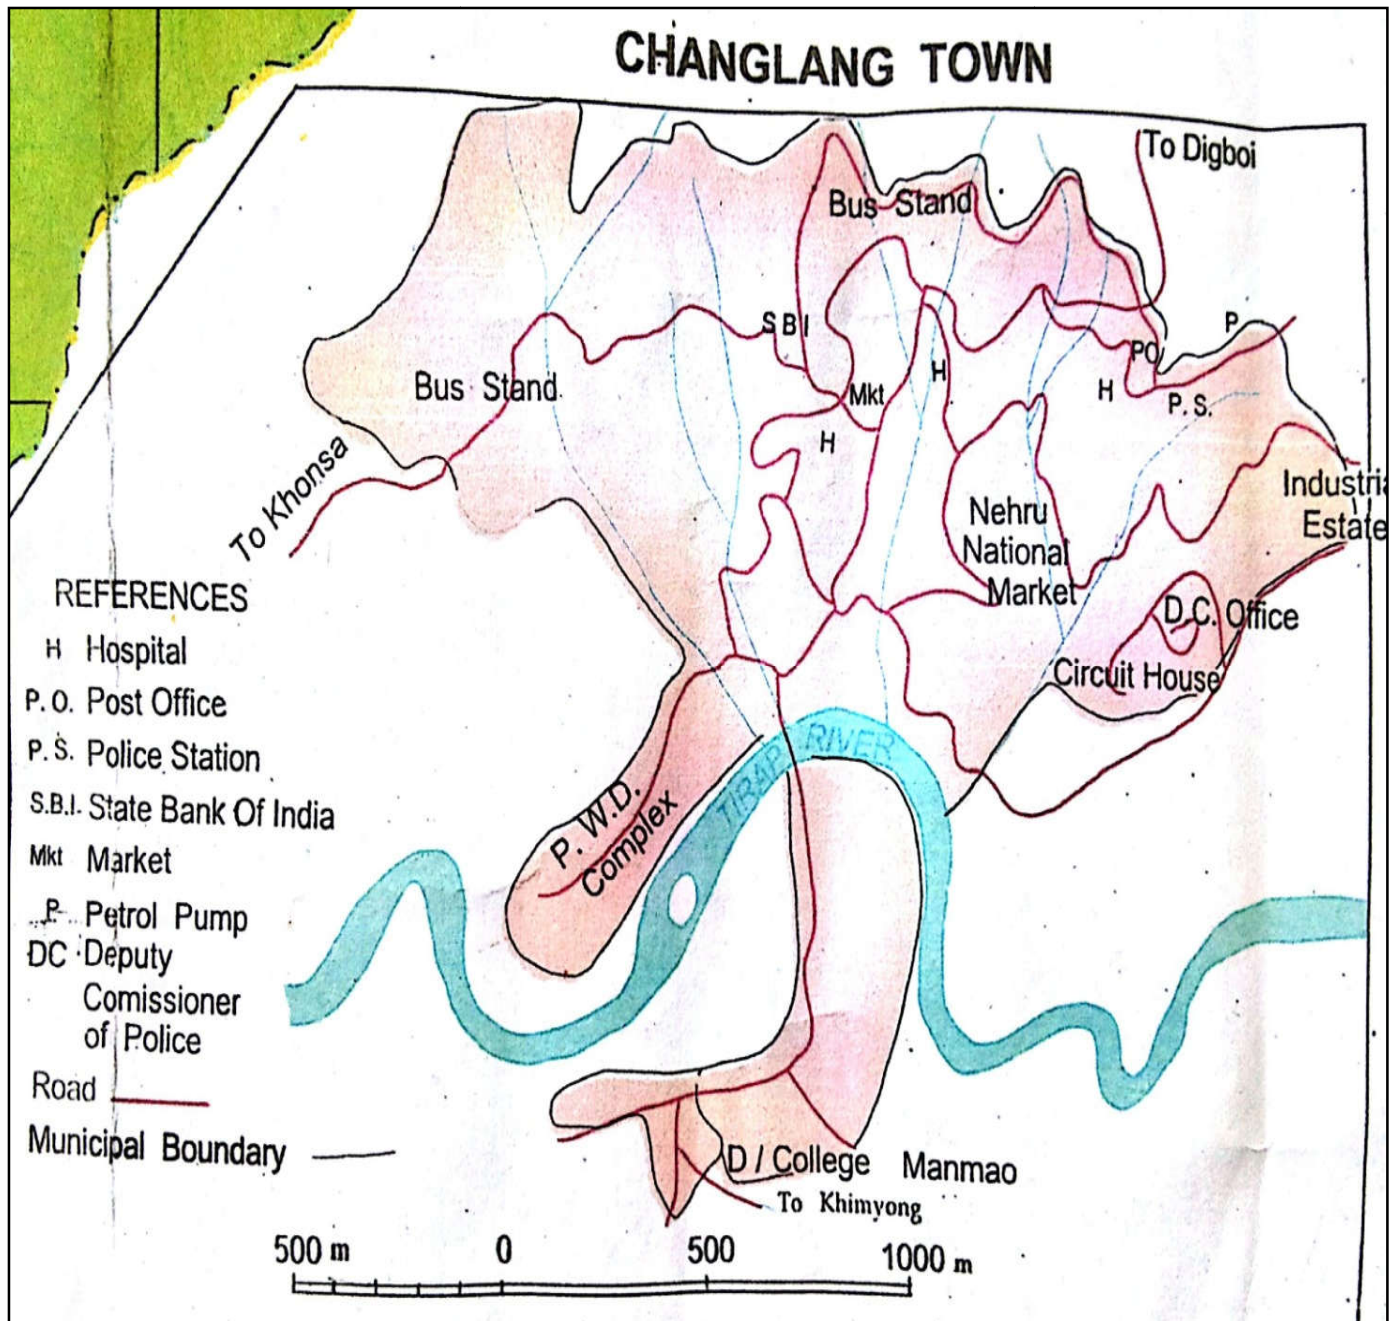 CHANGLANG TOWN
To Digboi
Bus Stand
S B I
P
PO
H
Mkt
H
P. S.
Bus Stand
H
To Khonsa
Industria
Estate
Nehru
National
Market
D.C. Office
Circuit House
TIRAP RIVER
P. W.D.
Complex
REFERENCES
H Hospital
P. O. Post Office
P. S. Police Station
S.B.I. State Bank Of India
Mkt Market
P Petrol Pump
DC Deputy
Comissioner
of Police
Road
Municipal Boundary
D / College Manmao
To Khimyong
500 m 0 500 1000 m